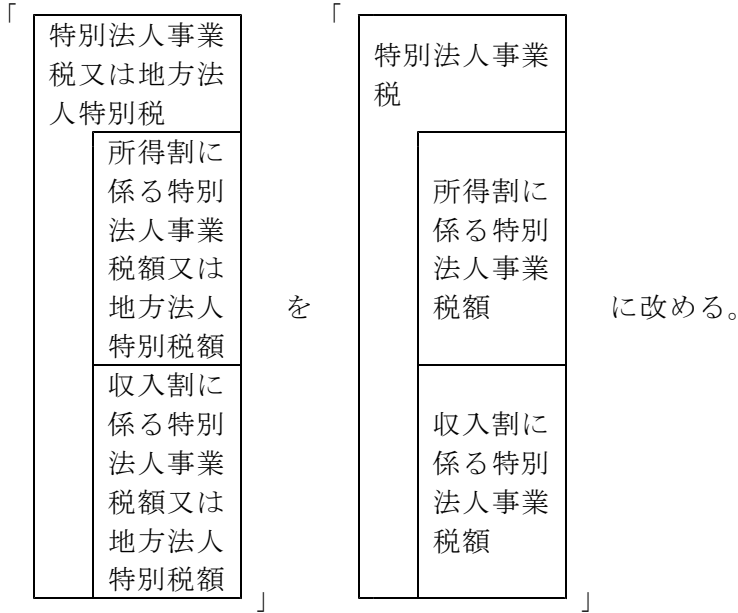 「
特別法人事業
税又は地方法
人特別税
所得割に
係る特別
法人事業
税額又は
地方法人
特別税額
収入割に
係る特別
法人事業
税額又は
地方法人
特別税額
」
を
「
特別法人事業
税
所得割に
係る特別
法人事業
税額
収入割に
係る特別
法人事業
税額
」
に改める。